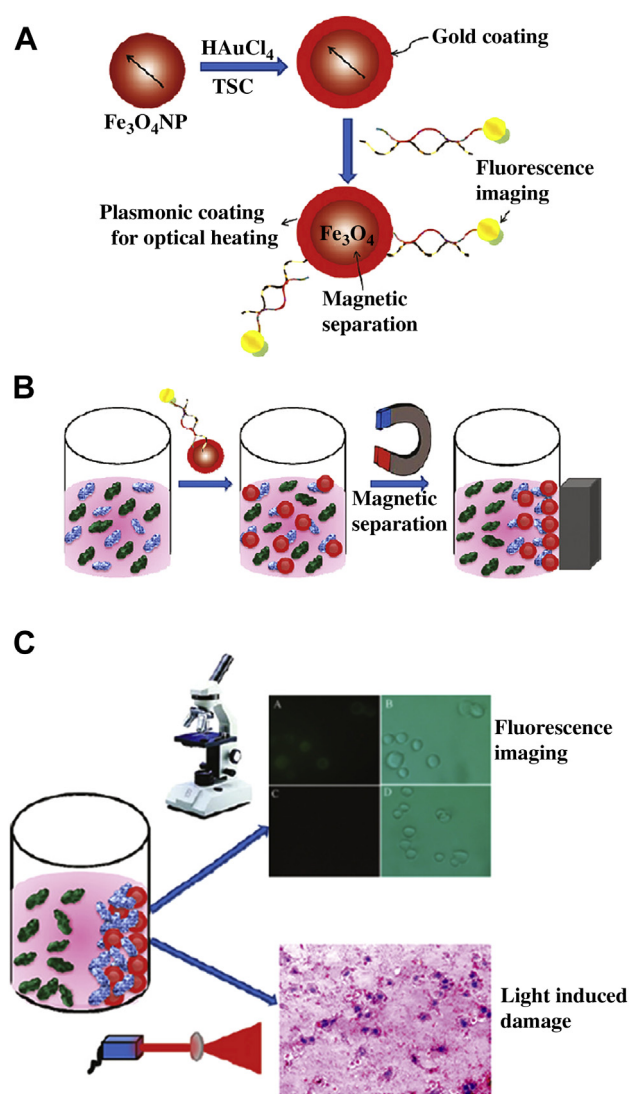 A
HAuCl₄
TSC
Gold coating
Fe₃O₄NP
Fluorescence
imaging
Plasmonic coating
for optical heating
Fe₃O₄
Magnetic
separation
B
Magnetic
separation
C
A
B
Fluorescence
imaging
C
D
Light induced
damage